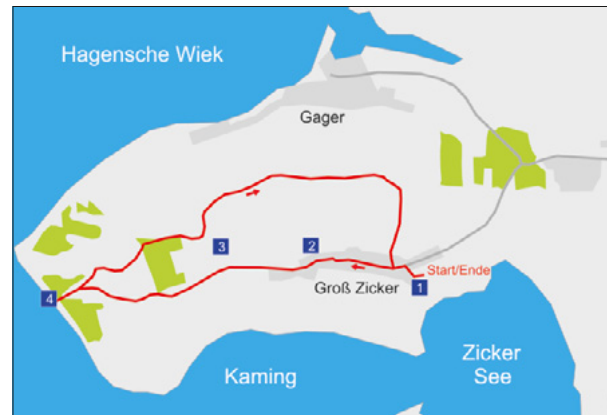 Hagensche Wiek
Gager
3
2
Start/Ende
4
Groß Zicker
1
Kaming
Zicker
See